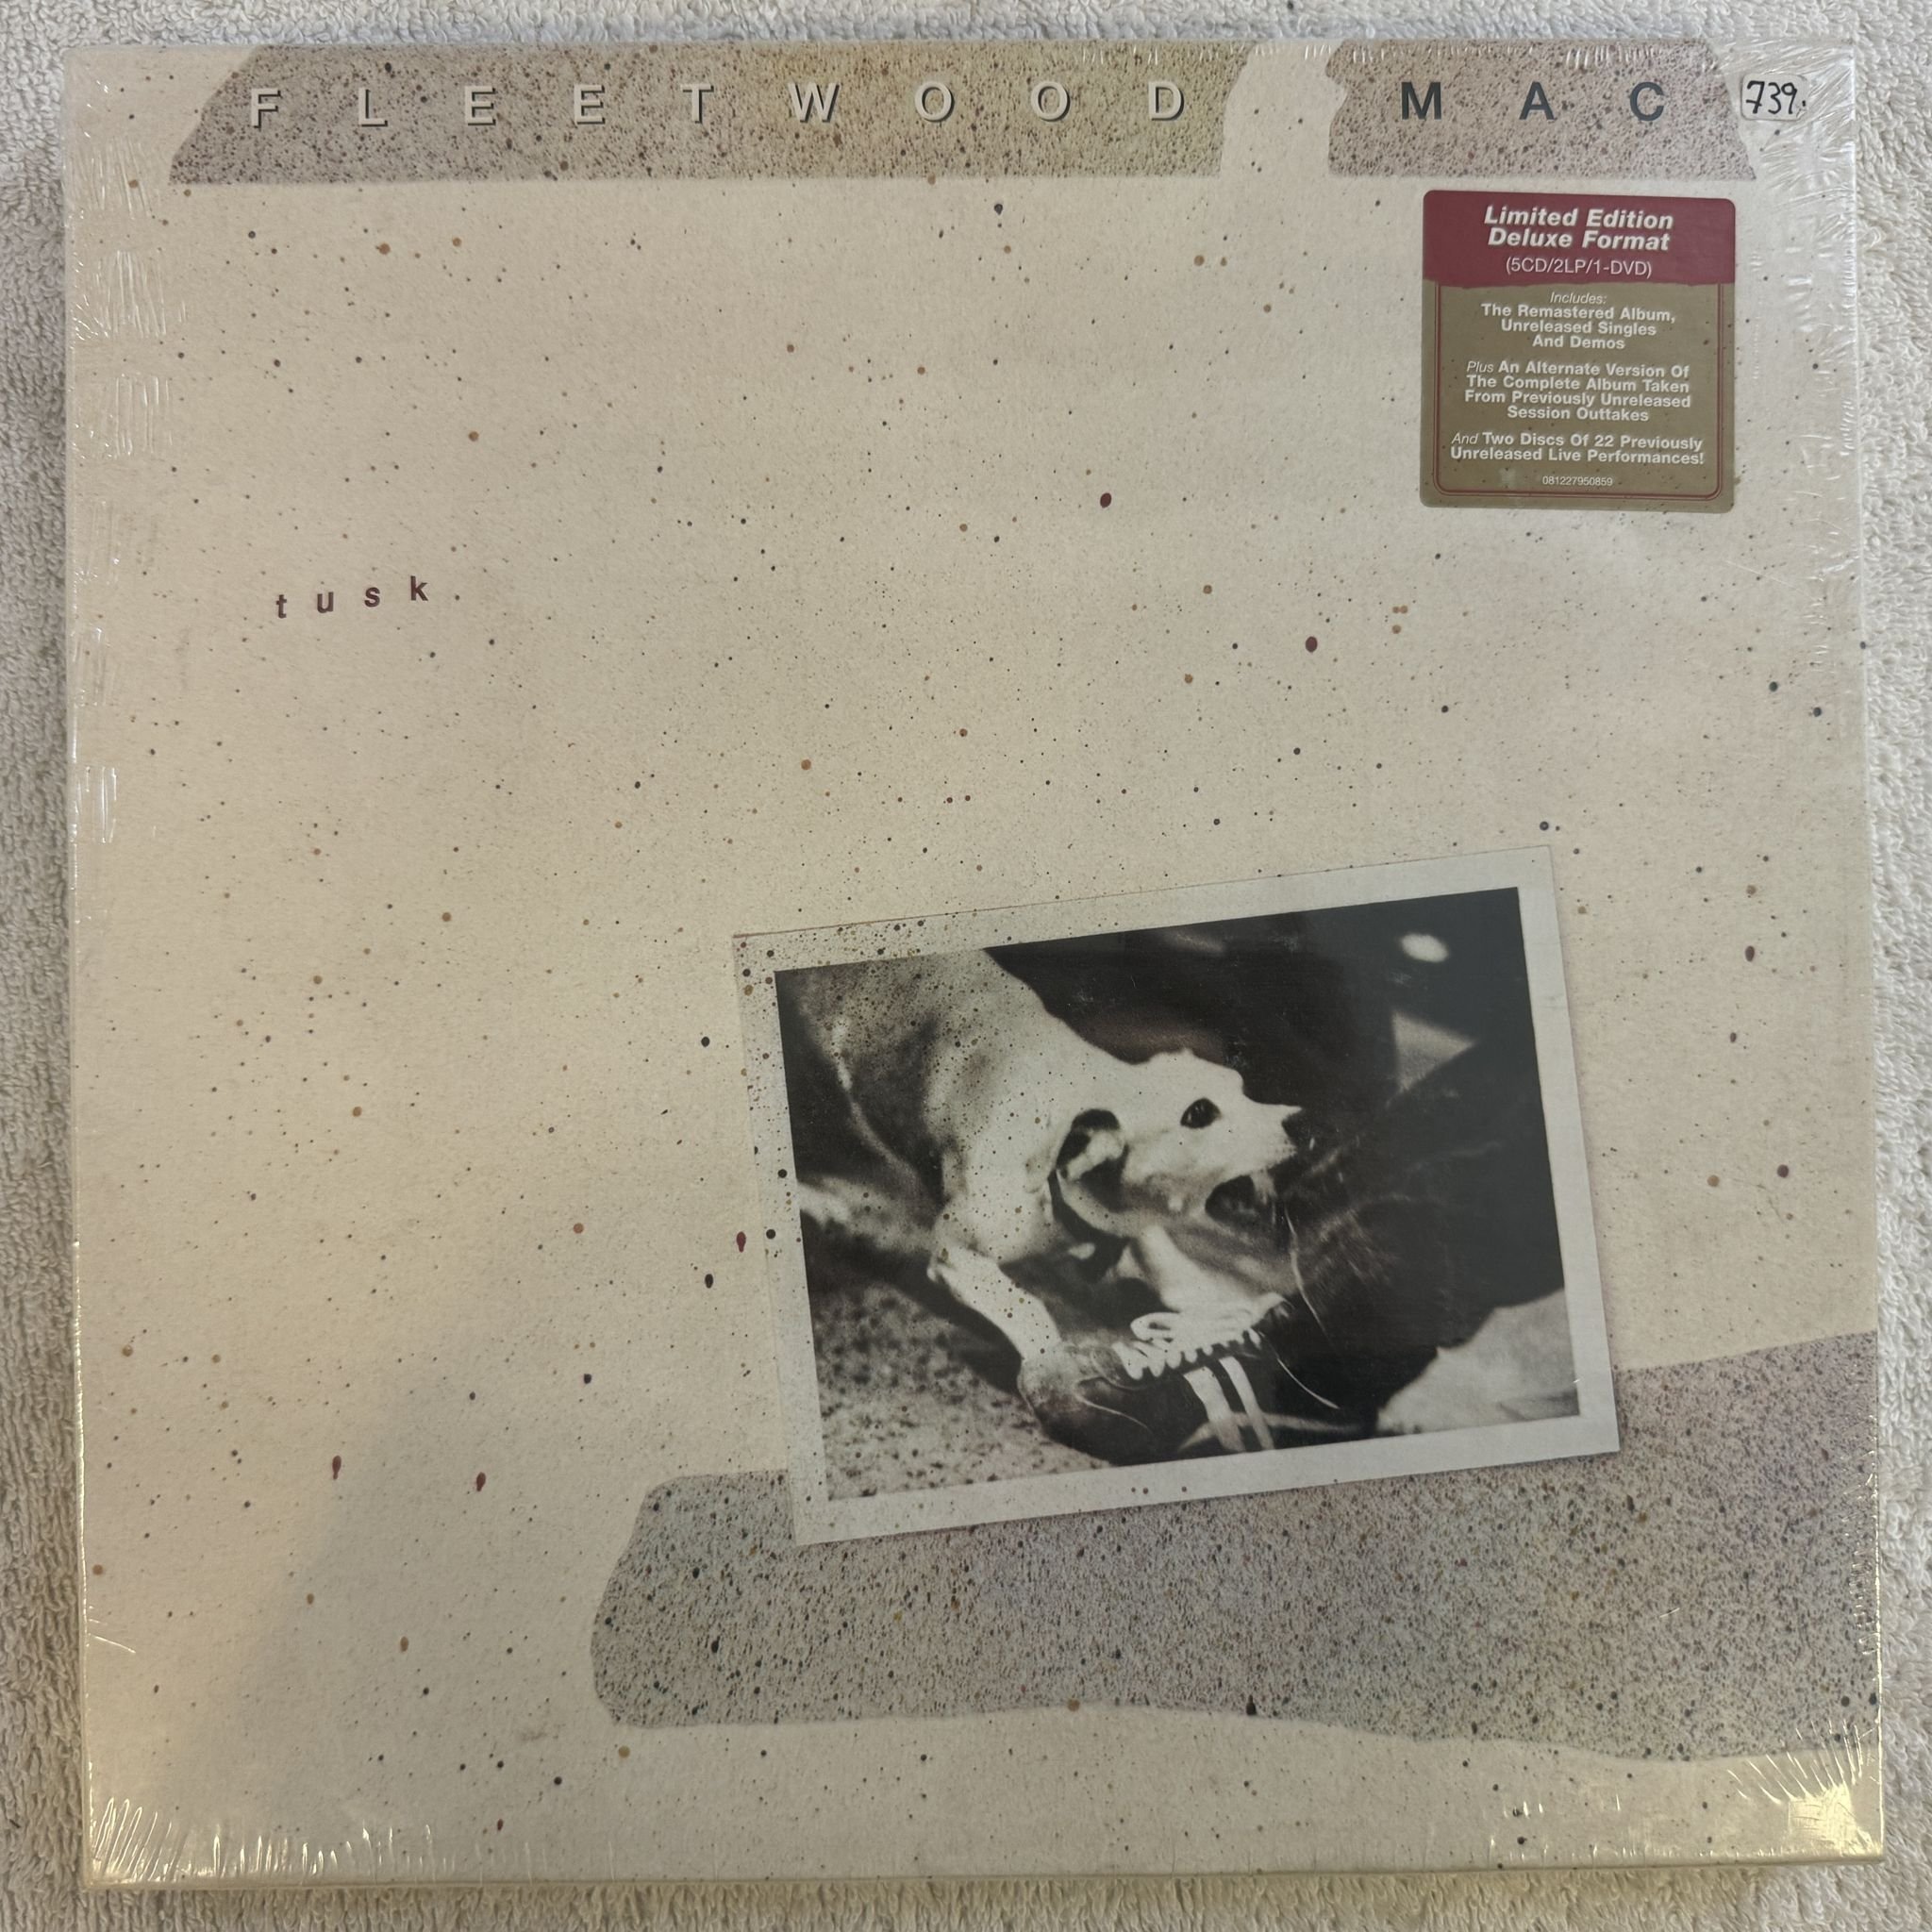 FLEETWOOD MAC
739.
Limited Edition
Deluxe Format
(5CD/2LP/1-DVD)
Includes:
The Remastered Album,
Unreleased Singles
And Demos
Plus An Alternate Version Of
The Complete Album Taken
From Previously Unreleased
Session Outtakes
And Two Discs Of 22 Previously
Unreleased Live Performances!
081227950859
tusk